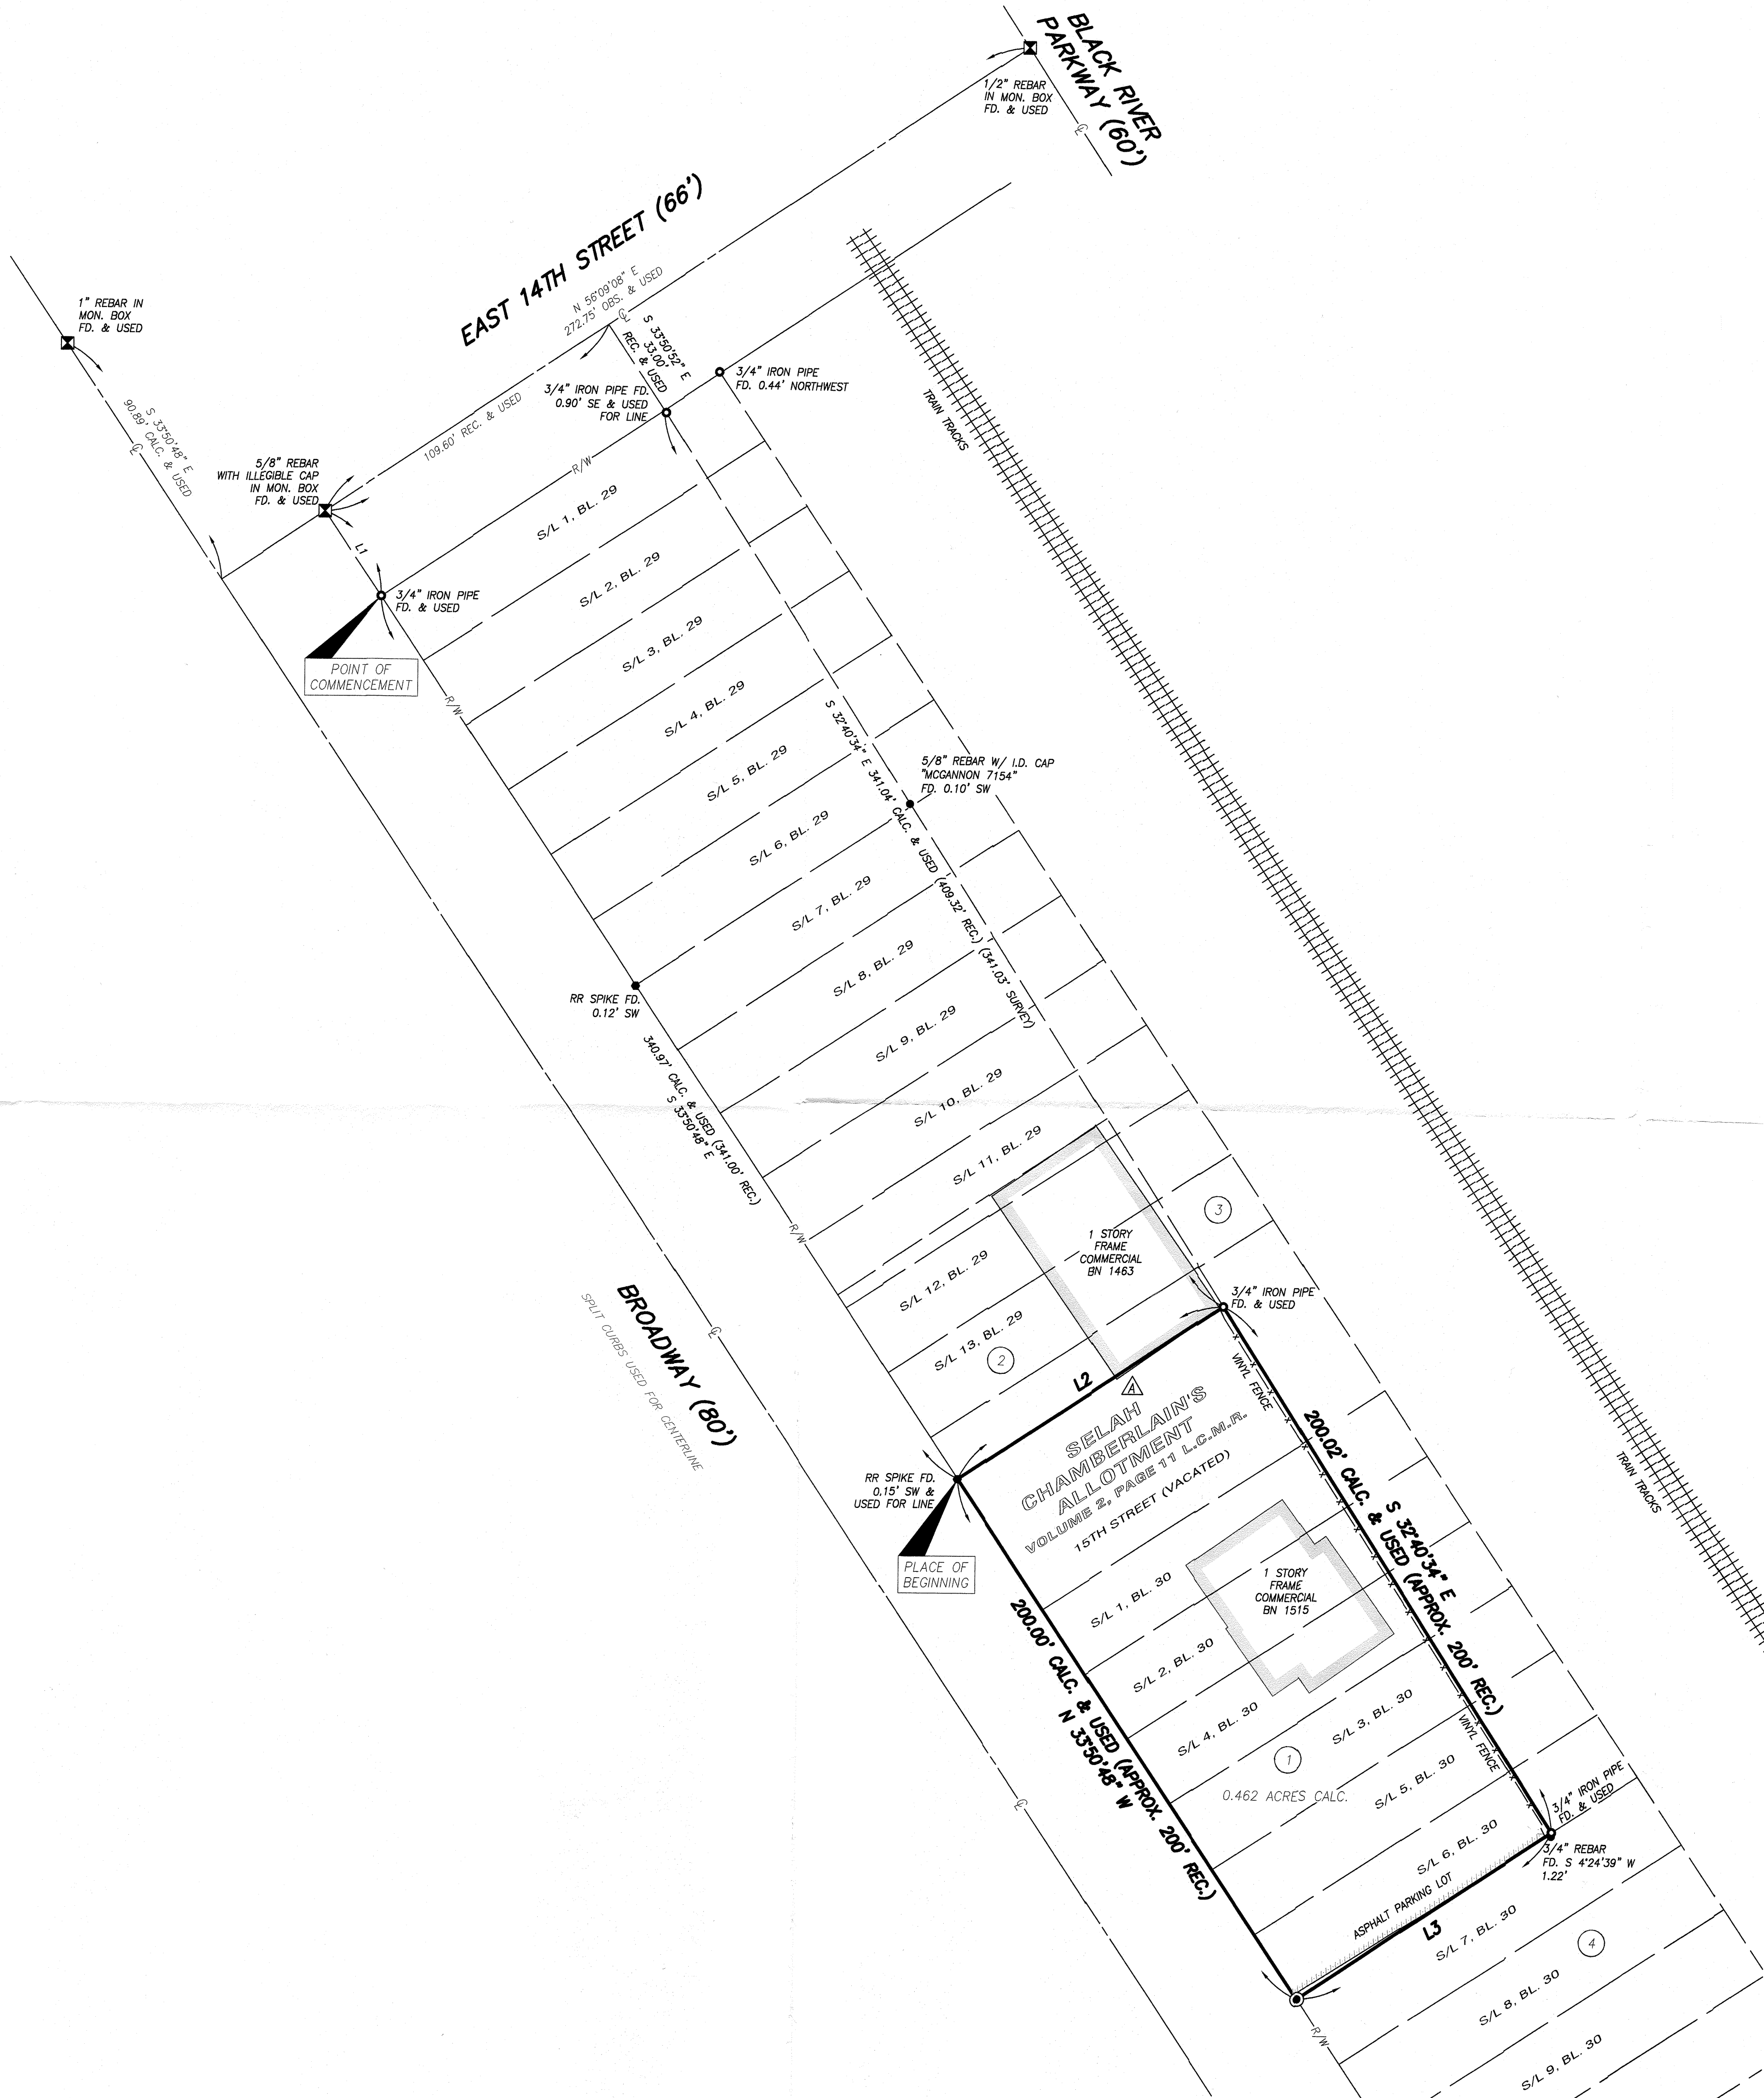 BLACK RIVER
PARKWAY (60')
℄
1/2" REBAR
IN MON. BOX
FD. & USED
EAST 14TH STREET (66')
N 56°09'08" E
272.75' OBS. & USED
℄
S 33°50'52" E
33.00'
REC. & USED
1" REBAR IN
MON. BOX
FD. & USED
3/4" IRON PIPE
FD. 0.44' NORTHWEST
3/4" IRON PIPE FD.
0.90' SE & USED
FOR LINE
TRAIN TRACKS
109.60' REC. & USED
S 33°50'48" E
90.89' CALC. & USED
℄
5/8" REBAR
WITH ILLEGIBLE CAP
IN MON. BOX
FD. & USED
R/W
L1
3/4" IRON PIPE
FD. & USED
POINT OF
COMMENCEMENT
R/W
S/L 1, BL. 29
S/L 2, BL. 29
S/L 3, BL. 29
S/L 4, BL. 29
S/L 5, BL. 29
S/L 6, BL. 29
S/L 7, BL. 29
S/L 8, BL. 29
S/L 9, BL. 29
S/L 10, BL. 29
S/L 11, BL. 29
S/L 12, BL. 29
S/L 13, BL. 29
S 32°40'34" E 341.04' CALC. & USED (409.32' REC.) (341.03' SURVEY)
5/8" REBAR W/ I.D. CAP
"MCGANNON 7154"
FD. 0.10' SW
RR SPIKE FD.
0.12' SW
340.97' CALC. & USED (341.00' REC.)
S 33°50'48" E
R/W
3
1 STORY
FRAME
COMMERCIAL
BN 1463
2
3/4" IRON PIPE
FD. & USED
BROADWAY (80')
SPLIT CURBS USED FOR CENTERLINE
℄
L2
A
VINYL FENCE
SELAH
CHAMBERLAIN'S
ALLOTMENT
VOLUME 2, PAGE 11 L.C.M.R.
15TH STREET (VACATED)
RR SPIKE FD.
0.15' SW &
USED FOR LINE
PLACE OF
BEGINNING
S 32°40'34" E
200.02' CALC. & USED (APPROX. 200' REC.)
TRAIN TRACKS
1 STORY
FRAME
COMMERCIAL
BN 1515
S/L 1, BL. 30
S/L 2, BL. 30
S/L 4, BL. 30
S/L 3, BL. 30
1
0.462 ACRES CALC.
S/L 5, BL. 30
S/L 6, BL. 30
VINYL FENCE
200.00' CALC. & USED (APPROX. 200' REC.)
N 33°50'48" W
℄
3/4" IRON PIPE
FD. & USED
3/4" REBAR
FD. S 4°24'39" W
1.22'
ASPHALT PARKING LOT
L3
S/L 7, BL. 30
4
S/L 8, BL. 30
S/L 9, BL. 30
R/W